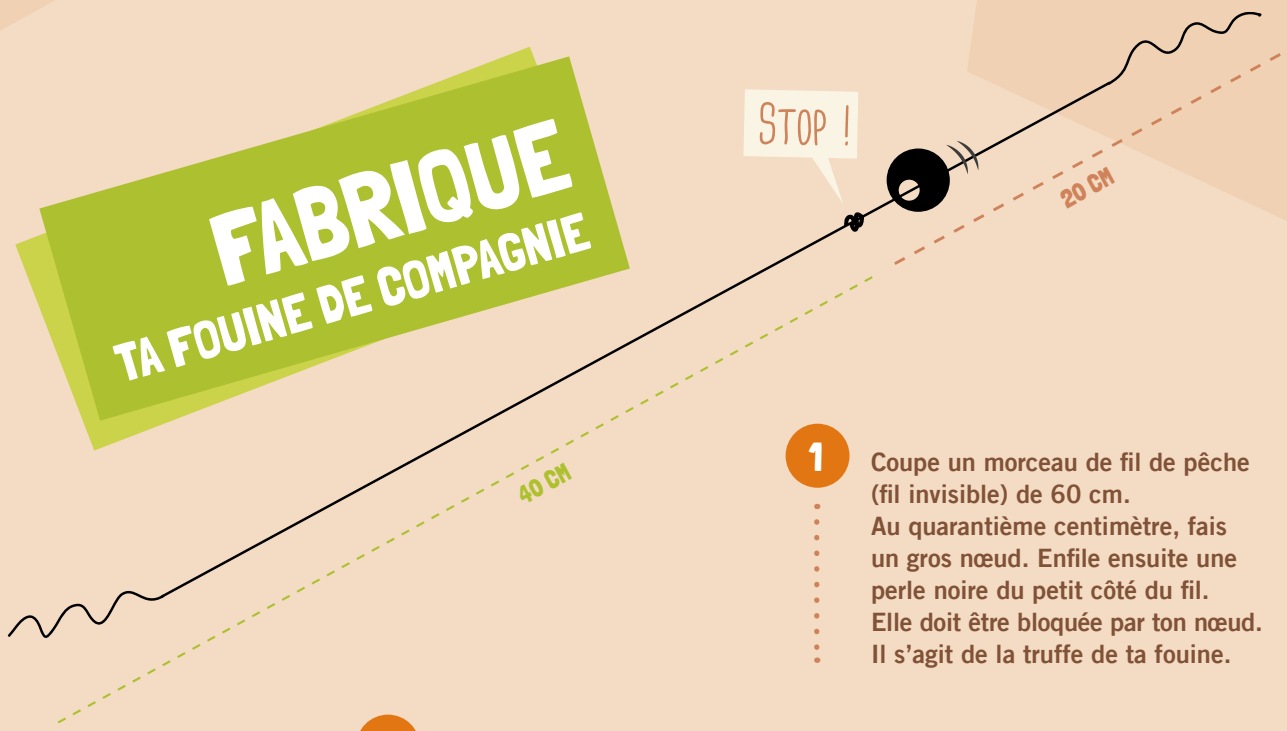 FABRIQUE
TA FOUINE DE COMPAGNIE
STOP !
20 CM
40 CM
1
Coupe un morceau de fil de pêche
(fil invisible) de 60 cm.
Au quarantième centimètre, fais
un gros nœud. Enfile ensuite une
perle noire du petit côté du fil.
Elle doit être bloquée par ton nœud.
Il s’agit de la truffe de ta fouine.